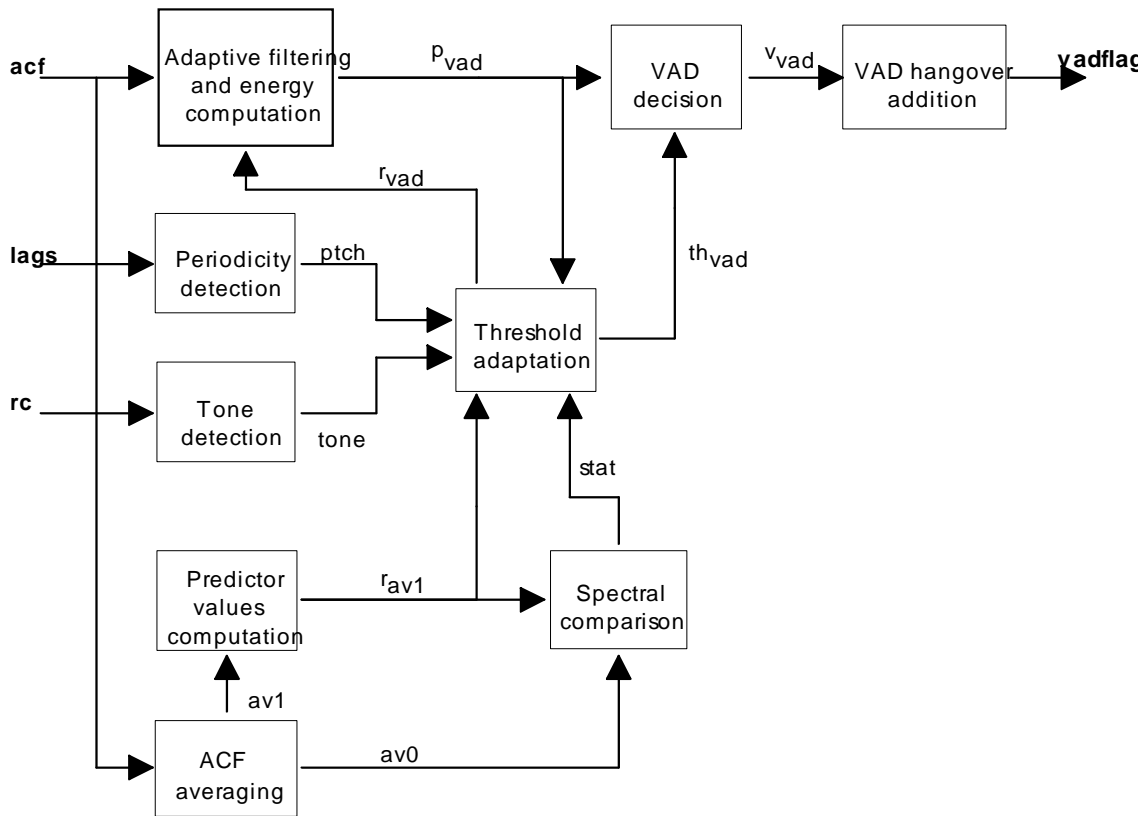 acf
Adaptive filtering
and energy
computation
pvad
VAD
decision
vvad
VAD hangover
addition
vadflag
rvad
lags
Periodicity
detection
ptch
thvad
Threshold
adaptation
rc
Tone
detection
tone
stat
Predictor
values
computation
rav1
Spectral
comparison
av1
ACF
averaging
av0